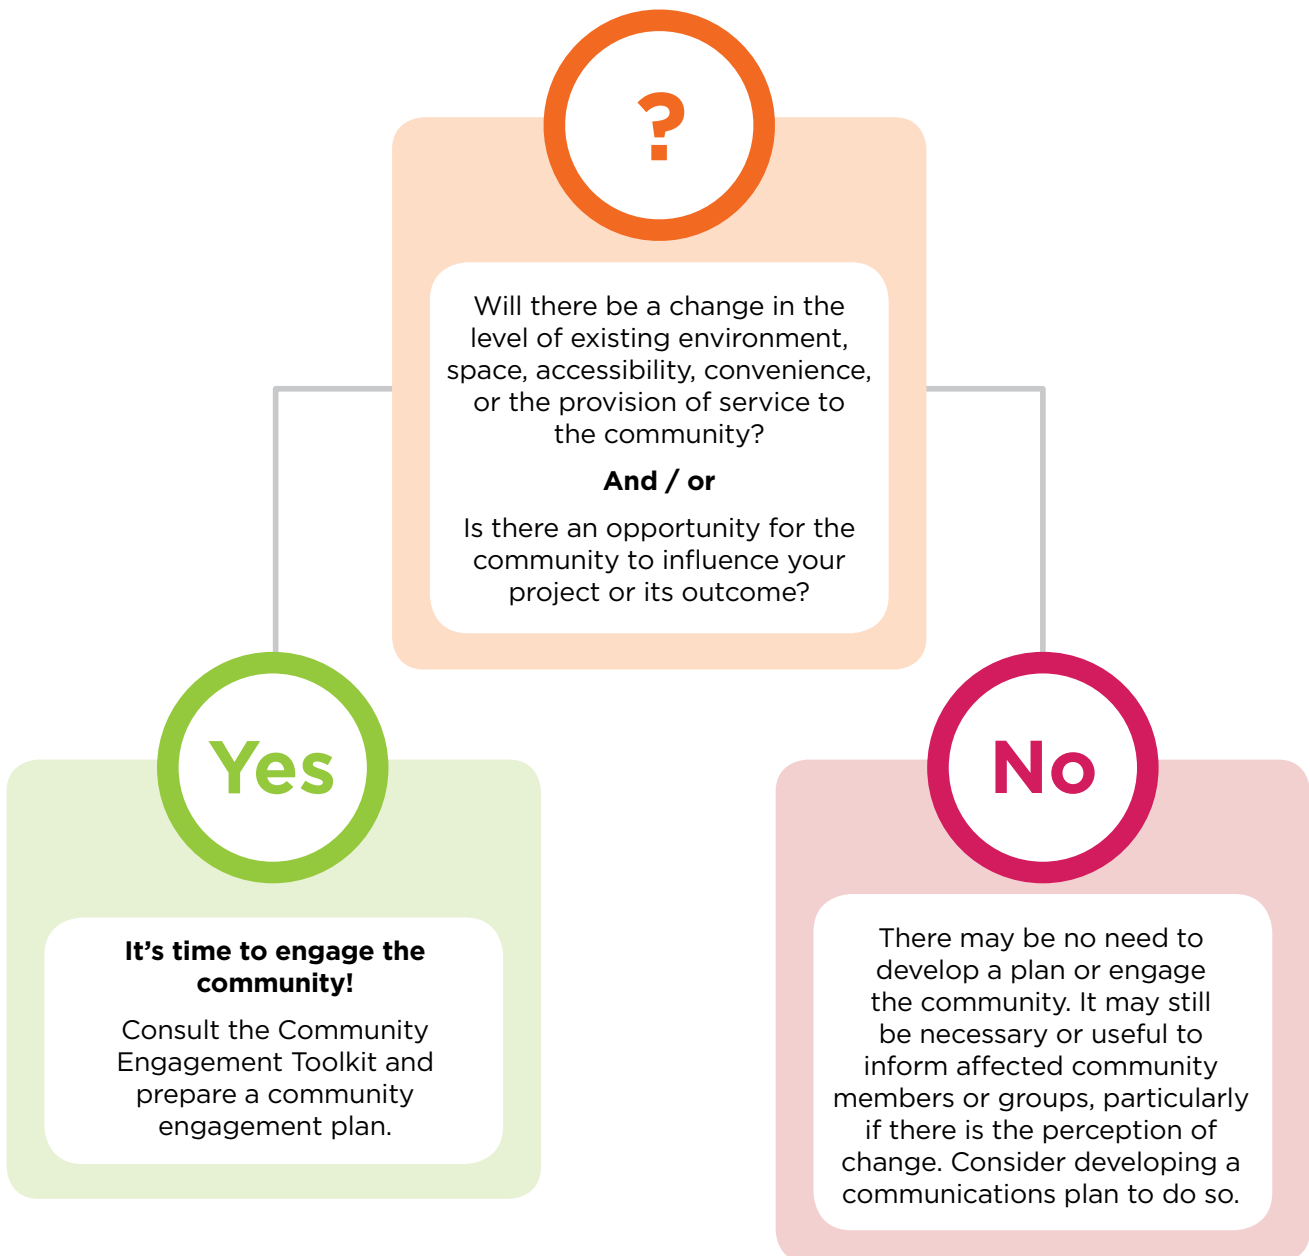 ?
Will there be a change in the
level of existing environment,
space, accessibility, convenience,
or the provision of service to
the community?
And / or
Is there an opportunity for the
community to influence your
project or its outcome?
Yes
It’s time to engage the
community!
Consult the Community
Engagement Toolkit and
prepare a community
engagement plan.
No
There may be no need to
develop a plan or engage
the community. It may still
be necessary or useful to
inform affected community
members or groups, particularly
if there is the perception of
change. Consider developing a
communications plan to do so.